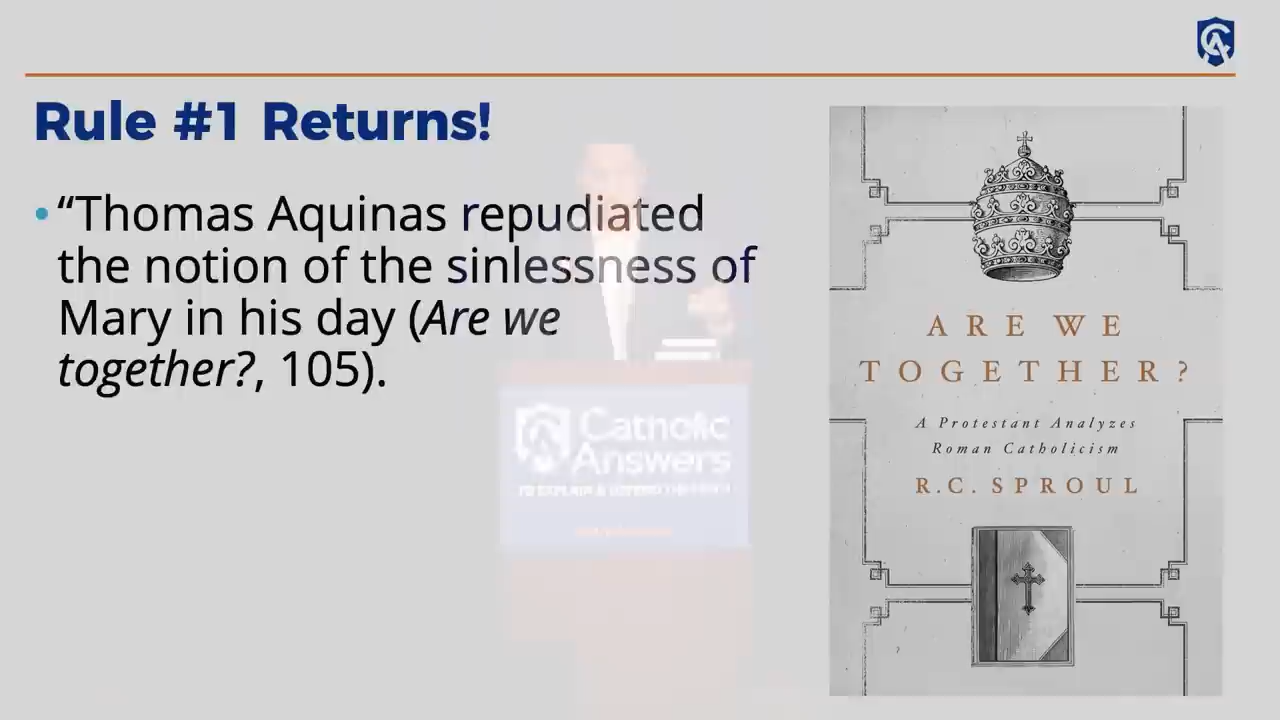 Rule #1 Returns!
• “Thomas Aquinas repudiated
the notion of the sinlessness of
Mary in his day (Are we
together?, 105).
Catholic
Answers
ARE WE
TOGETHER?
A Protestant Analyzes
Roman Catholicism
R.C. SPROUL